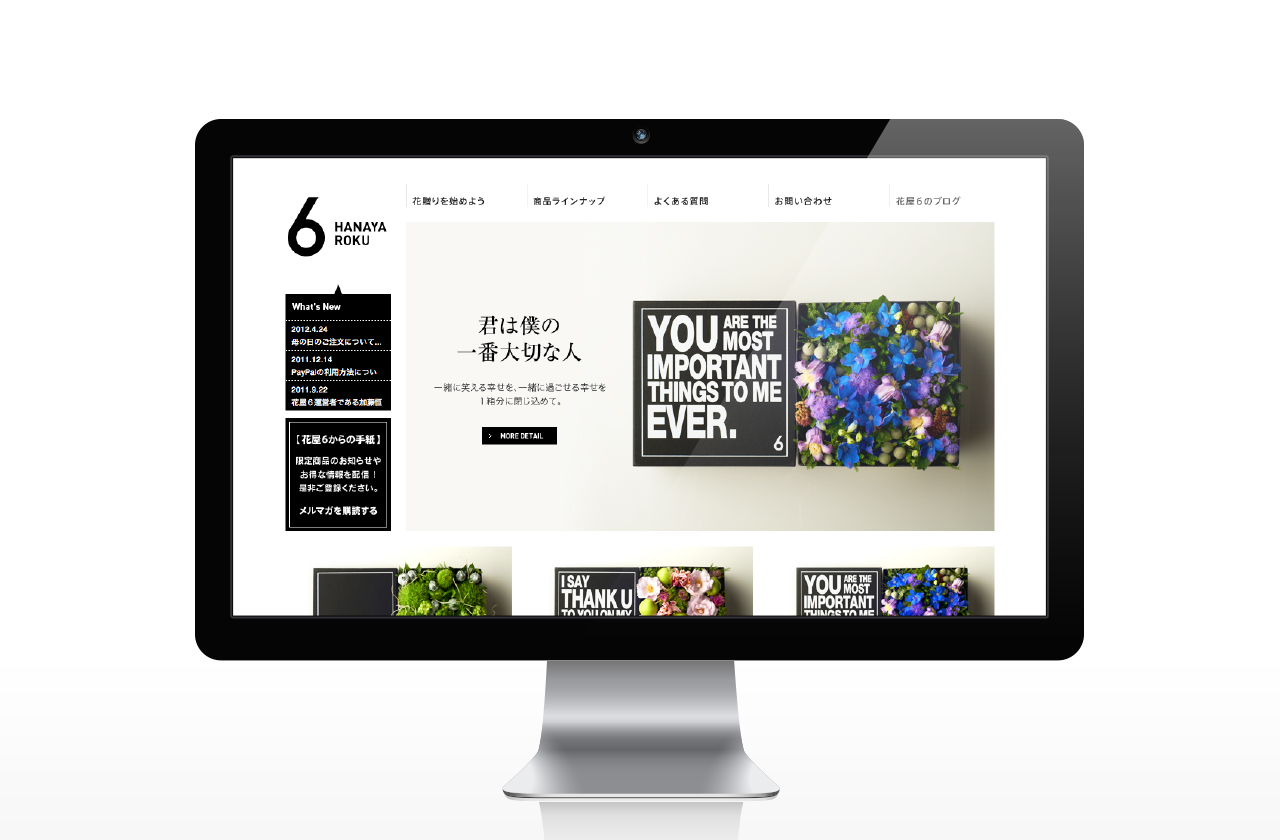 6 HANAYA
ROKU
花贈りを始めよう
商品ラインナップ
よくある質問
お問い合わせ
花屋６のブログ
What's New
2012.4.24
母の日のご注文について...
2011.12.14
PayPalの利用方法につい
2011.9.22
花屋６運営者である加藤恒
【花屋6からの手紙】
限定商品のお知らせや
お得な情報を配信！
是非ご登録ください。
メルマガを購読する
君は僕の
一番大切な人
一緒に笑える幸せを、一緒に過ごせる幸せを
１箱分に閉じ込めて。
MORE DETAIL
YOU ARE THE
MOST
IMPORTANT
THINGS TO ME
EVER.
6
I SAY
THANK U
TO YOU ON MY
YOU ARE THE
MOST
IMPORTANT
THINGS TO ME